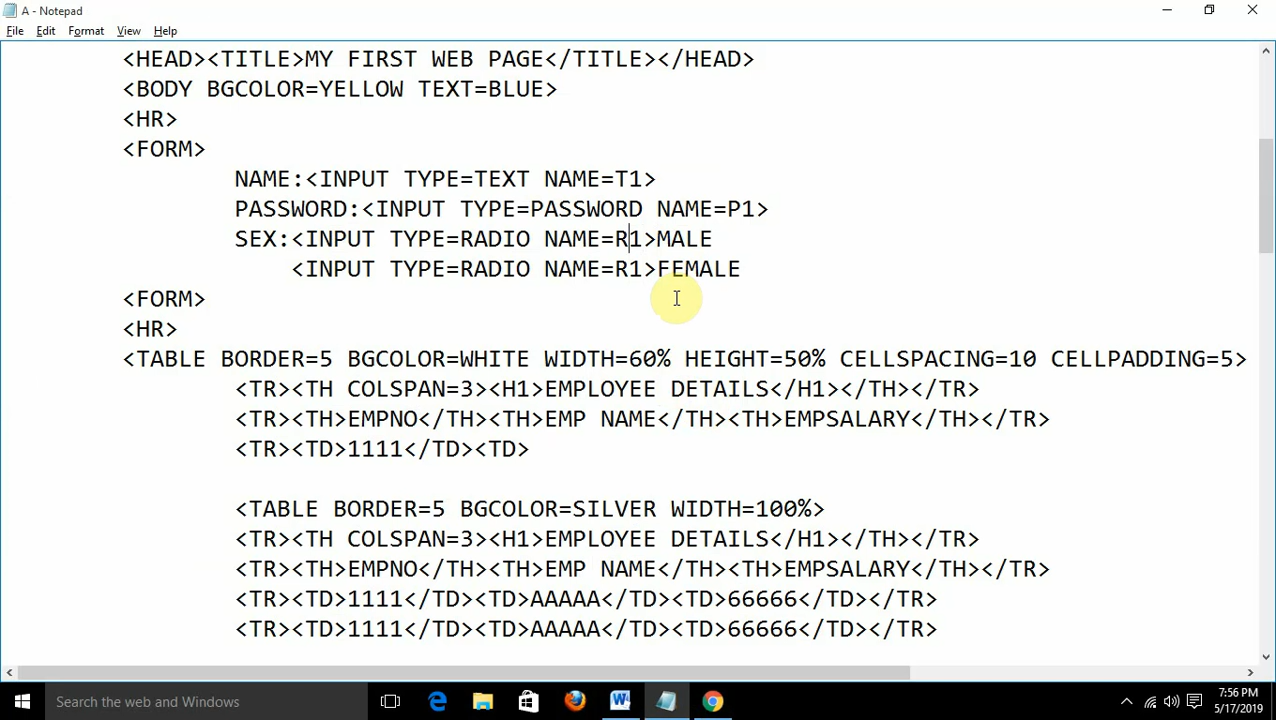 A - Notepad
File Edit Format View Help
<HEAD><TITLE>MY FIRST WEB PAGE</TITLE></HEAD>
<BODY BGCOLOR=YELLOW TEXT=BLUE>
<HR>
<FORM>
NAME:<INPUT TYPE=TEXT NAME=T1>
PASSWORD:<INPUT TYPE=PASSWORD NAME=P1>
SEX:<INPUT TYPE=RADIO NAME=R1>MALE
<INPUT TYPE=RADIO NAME=R1>FEMALE
<FORM>
<HR>
<TABLE BORDER=5 BGCOLOR=WHITE WIDTH=60% HEIGHT=50% CELLSPACING=10 CELLPADDING=5>
<TR><TH COLSPAN=3><H1>EMPLOYEE DETAILS</H1></TH></TR>
<TR><TH>EMPNO</TH><TH>EMP NAME</TH><TH>EMPSALARY</TH></TR>
<TR><TD>1111</TD><TD>
<TABLE BORDER=5 BGCOLOR=SILVER WIDTH=100%>
<TR><TH COLSPAN=3><H1>EMPLOYEE DETAILS</H1></TH></TR>
<TR><TH>EMPNO</TH><TH>EMP NAME</TH><TH>EMPSALARY</TH></TR>
<TR><TD>1111</TD><TD>AAAAA</TD><TD>66666</TD></TR>
<TR><TD>1111</TD><TD>AAAAA</TD><TD>66666</TD></TR>
Search the web and Windows
7:56 PM
5/17/2019